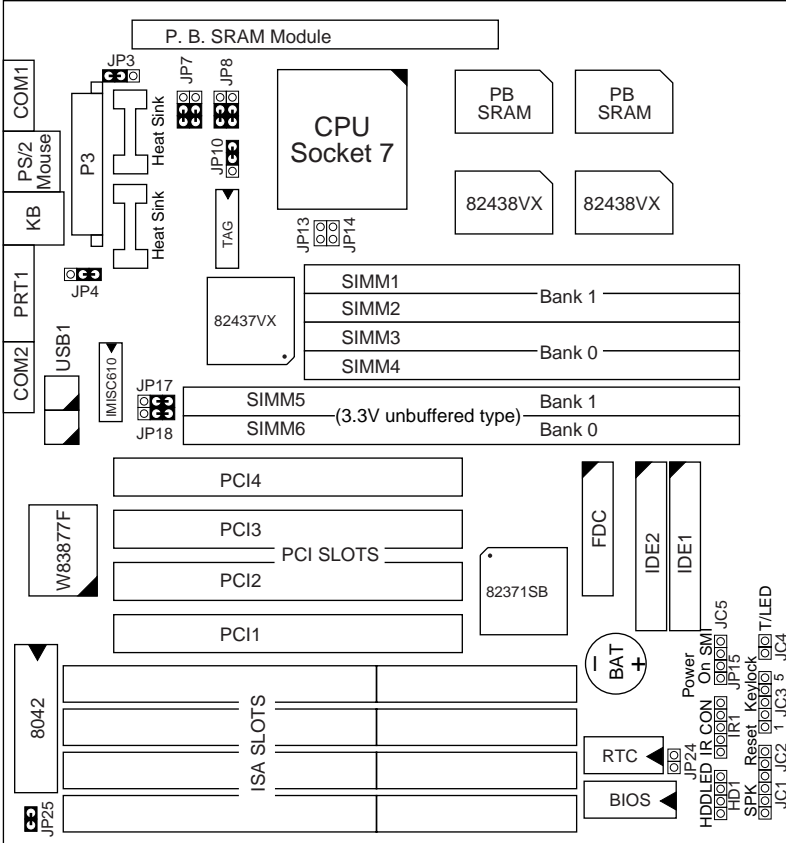 P. B. SRAM Module
JP3
JP7
JP8
COM1
PS/2
Mouse
KB
PRT1
COM2
P3
Heat Sink
Heat Sink
JP10
TAG
CPU
Socket 7
PB
SRAM
PB
SRAM
82438VX
82438VX
JP13
JP14
JP4
USB1
IMISC610
82437VX
SIMM1
SIMM2
Bank 1
SIMM3
SIMM4
Bank 0
JP17
JP18
SIMM5
Bank 1
(3.3V unbuffered type)
SIMM6
Bank 0
PCI4
PCI3
PCI SLOTS
PCI2
PCI1
W83877F
82371SB
FDC
IDE2
IDE1
BAT
8042
ISA SLOTS
RTC
BIOS
JP24
JP25
Power
On SMI
JC5
JP15
T/LED
JC4
HDDLED
IR CON
HD1
IR1
SPK
Reset
Keylock
JC1
JC2
1
JC3
5